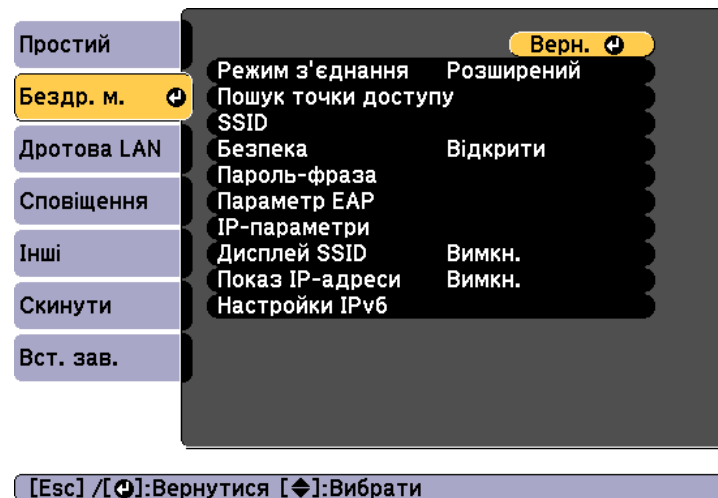 Простий
Бездр. м.
Дротова LAN
Сповіщення
Інші
Скинути
Вст. зав.
Верн.
Режим з'єднання Розширений
Пошук точки доступу
SSID
Безпека Відкрити
Пароль-фраза
Параметр EAP
IP-параметри
Дисплей SSID Вимкн.
Показ IP-адреси Вимкн.
Настройки IPv6
[Esc] /[⏎]:Вернутися [◆]:Вибрати